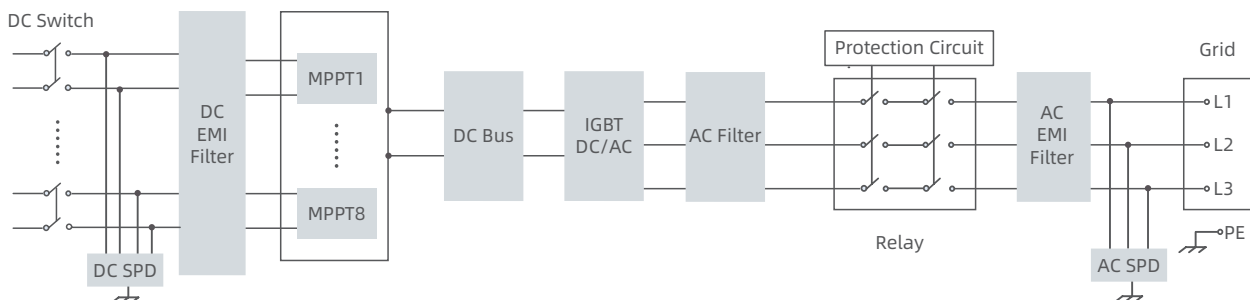 DC Switch
DC SPD
DC
EMI
Filter
MPPT1
MPPT8
DC Bus
IGBT
DC/AC
AC Filter
Protection Circuit
Relay
AC
EMI
Filter
AC SPD
Grid
L1
L2
L3
PE